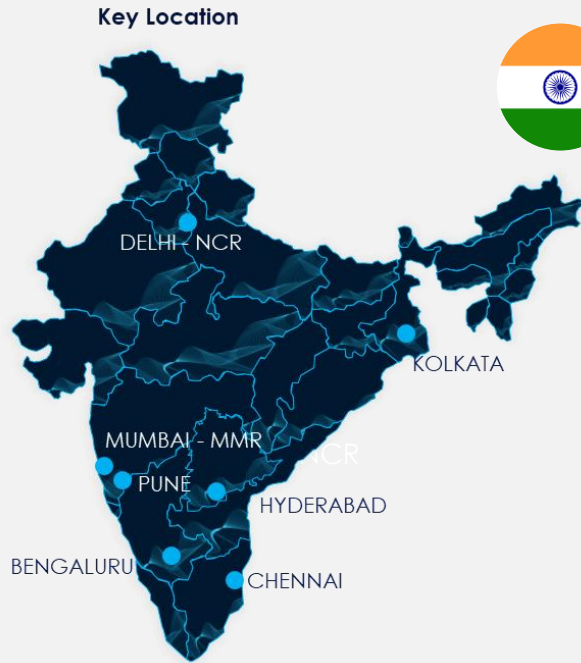 Key Location
DELHI - NCR
KOLKATA
MUMBAI - MMR
NCR
PUNE
HYDERABAD
BENGALURU
CHENNAI